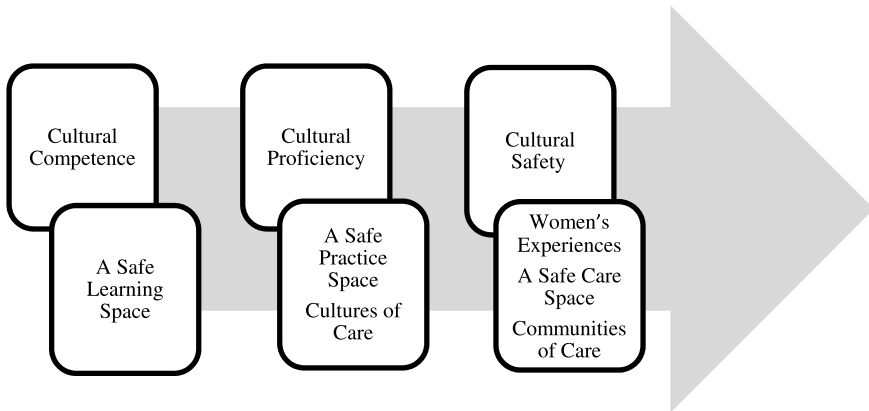 Cultural
Competence
A Safe
Learning
Space
Cultural
Proficiency
A Safe
Practice
Space
Cultures of
Care
Cultural
Safety
Women's
Experiences
A Safe Care
Space
Communities
of Care